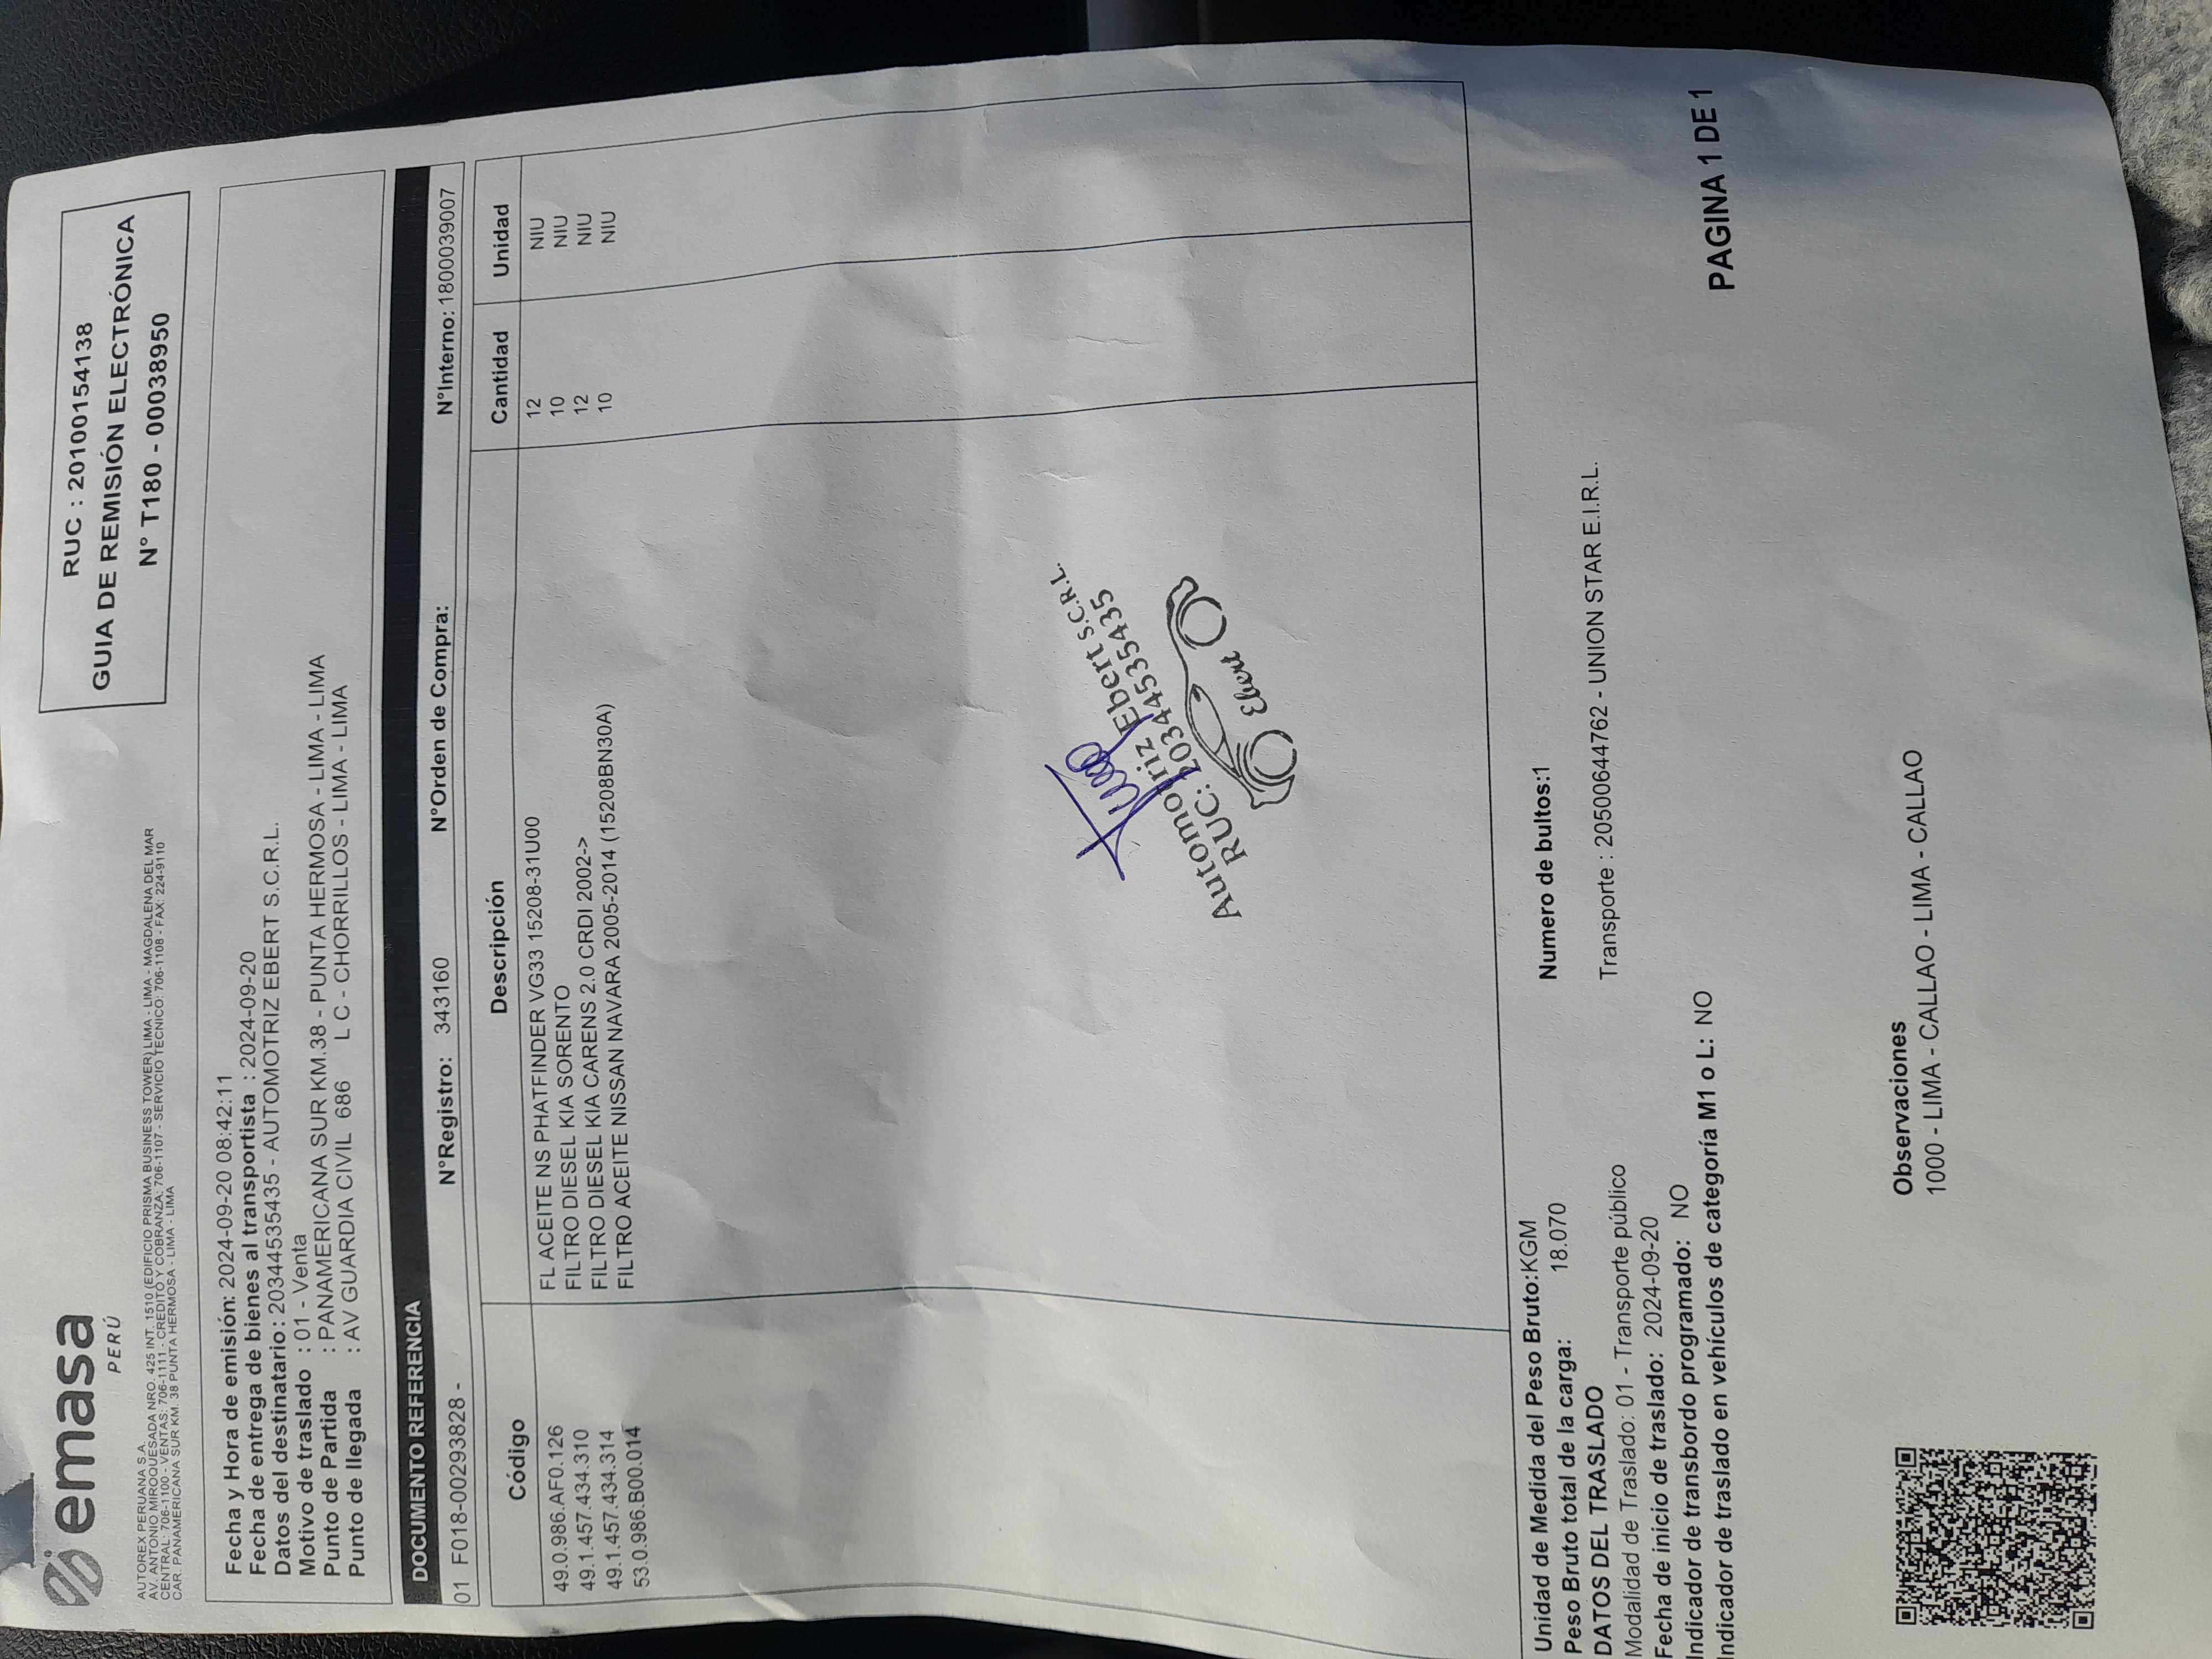 emasa
PERÚ
RUC : 20100154138
GUIA DE REMISIÓN ELECTRÓNICA
N° T180 - 00038950
AUTOREX PERUANA S.A.
AV. ANTONIO MIROQUESADA NRO. 425 INT. 1510 (EDIFICIO PRISMA BUSINESS TOWER) LIMA - LIMA - MAGDALENA DEL MAR
CENTRAL: 706-1100 - VENTAS: 706-1111 - CREDITO Y COBRANZA: 706-1107 - SERVICIO TECNICO: 706-1108 - FAX: 224-9110
CAR. PANAMERICANA SUR KM. 38 PUNTA HERMOSA - LIMA - LIMA
Fecha y Hora de emisión: 2024-09-20 08:42:11
Fecha de entrega de bienes al transportista : 2024-09-20
Datos del destinatario : 20344535435 - AUTOMOTRIZ EBERT S.C.R.L.
Motivo de traslado : 01 - Venta
Punto de Partida : PANAMERICANA SUR KM.38 - PUNTA HERMOSA - LIMA - LIMA
Punto de llegada : AV GUARDIA CIVIL 686 L C - CHORRILLOS - LIMA - LIMA
DOCUMENTO REFERENCIA
01 F018-00293828 - N°Registro: 343160 N°Orden de Compra: N°Interno: 1800039007
Código Descripción Cantidad Unidad
49.0.986.AF0.126 FL ACEITE NS PHATFINDER VG33 15208-31U00 12 NIU
49.1.457.434.310 FILTRO DIESEL KIA SORENTO 10 NIU
49.1.457.434.314 FILTRO DIESEL KIA CARENS 2.0 CRDI 2002-> 12 NIU
53.0.986.B00.014 FILTRO ACEITE NISSAN NAVARA 2005-2014 (15208BN30A) 10 NIU
Automotriz Ebert S.C.R.L.
RUC: 20344535435
Ebert
Unidad de Medida del Peso Bruto:KGM Numero de bultos:1
Peso Bruto total de la carga: 18.070
DATOS DEL TRASLADO Transporte : 20500644762 - UNION STAR E.I.R.L.
Modalidad de Traslado: 01 - Transporte público
Fecha de inicio de traslado: 2024-09-20
Indicador de transbordo programado: NO
Indicador de traslado en vehículos de categoría M1 o L: NO
PAGINA 1 DE 1
Observaciones
1000 - LIMA - CALLAO - LIMA - CALLAO